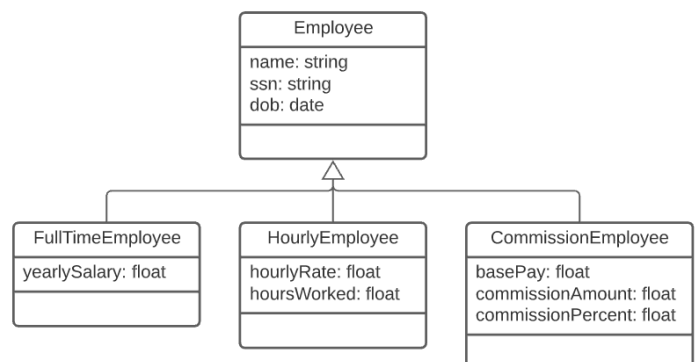 Employee
name: string
ssn: string
dob: date
FullTimeEmployee
yearlySalary: float
HourlyEmployee
hourlyRate: float
hoursWorked: float
CommissionEmployee
basePay: float
commissionAmount: float
commissionPercent: float